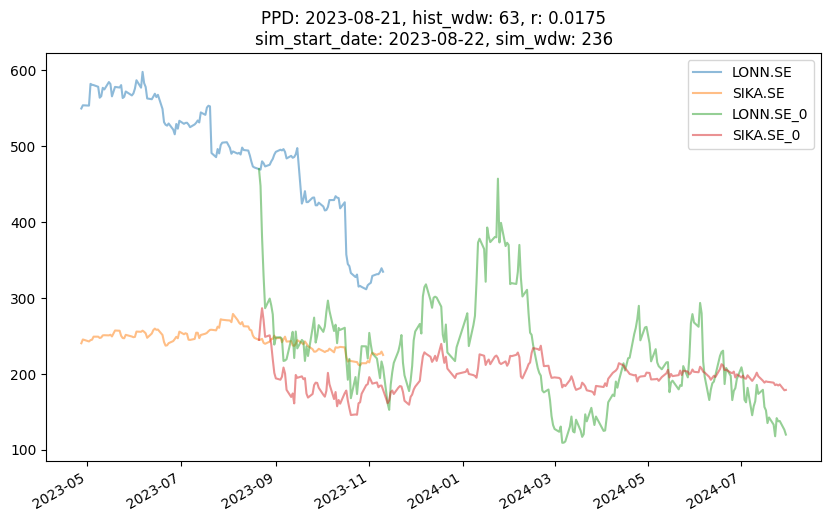 PPD: 2023-08-21, hist_wdw: 63, r: 0.0175
sim_start_date: 2023-08-22, sim_wdw: 236
LONN.SE
SIKA.SE
LONN.SE_0
SIKA.SE_0
600
500
400
300
200
100
2023-05
2023-07
2023-09
2023-11
2024-01
2024-03
2024-05
2024-07